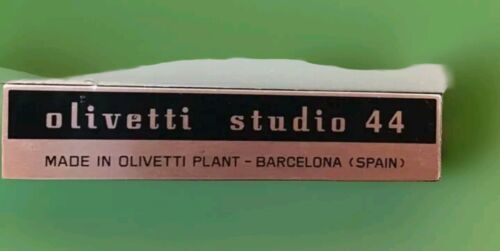 olivetti studio 44
MADE IN OLIVETTI PLANT - BARCELONA (SPAIN)